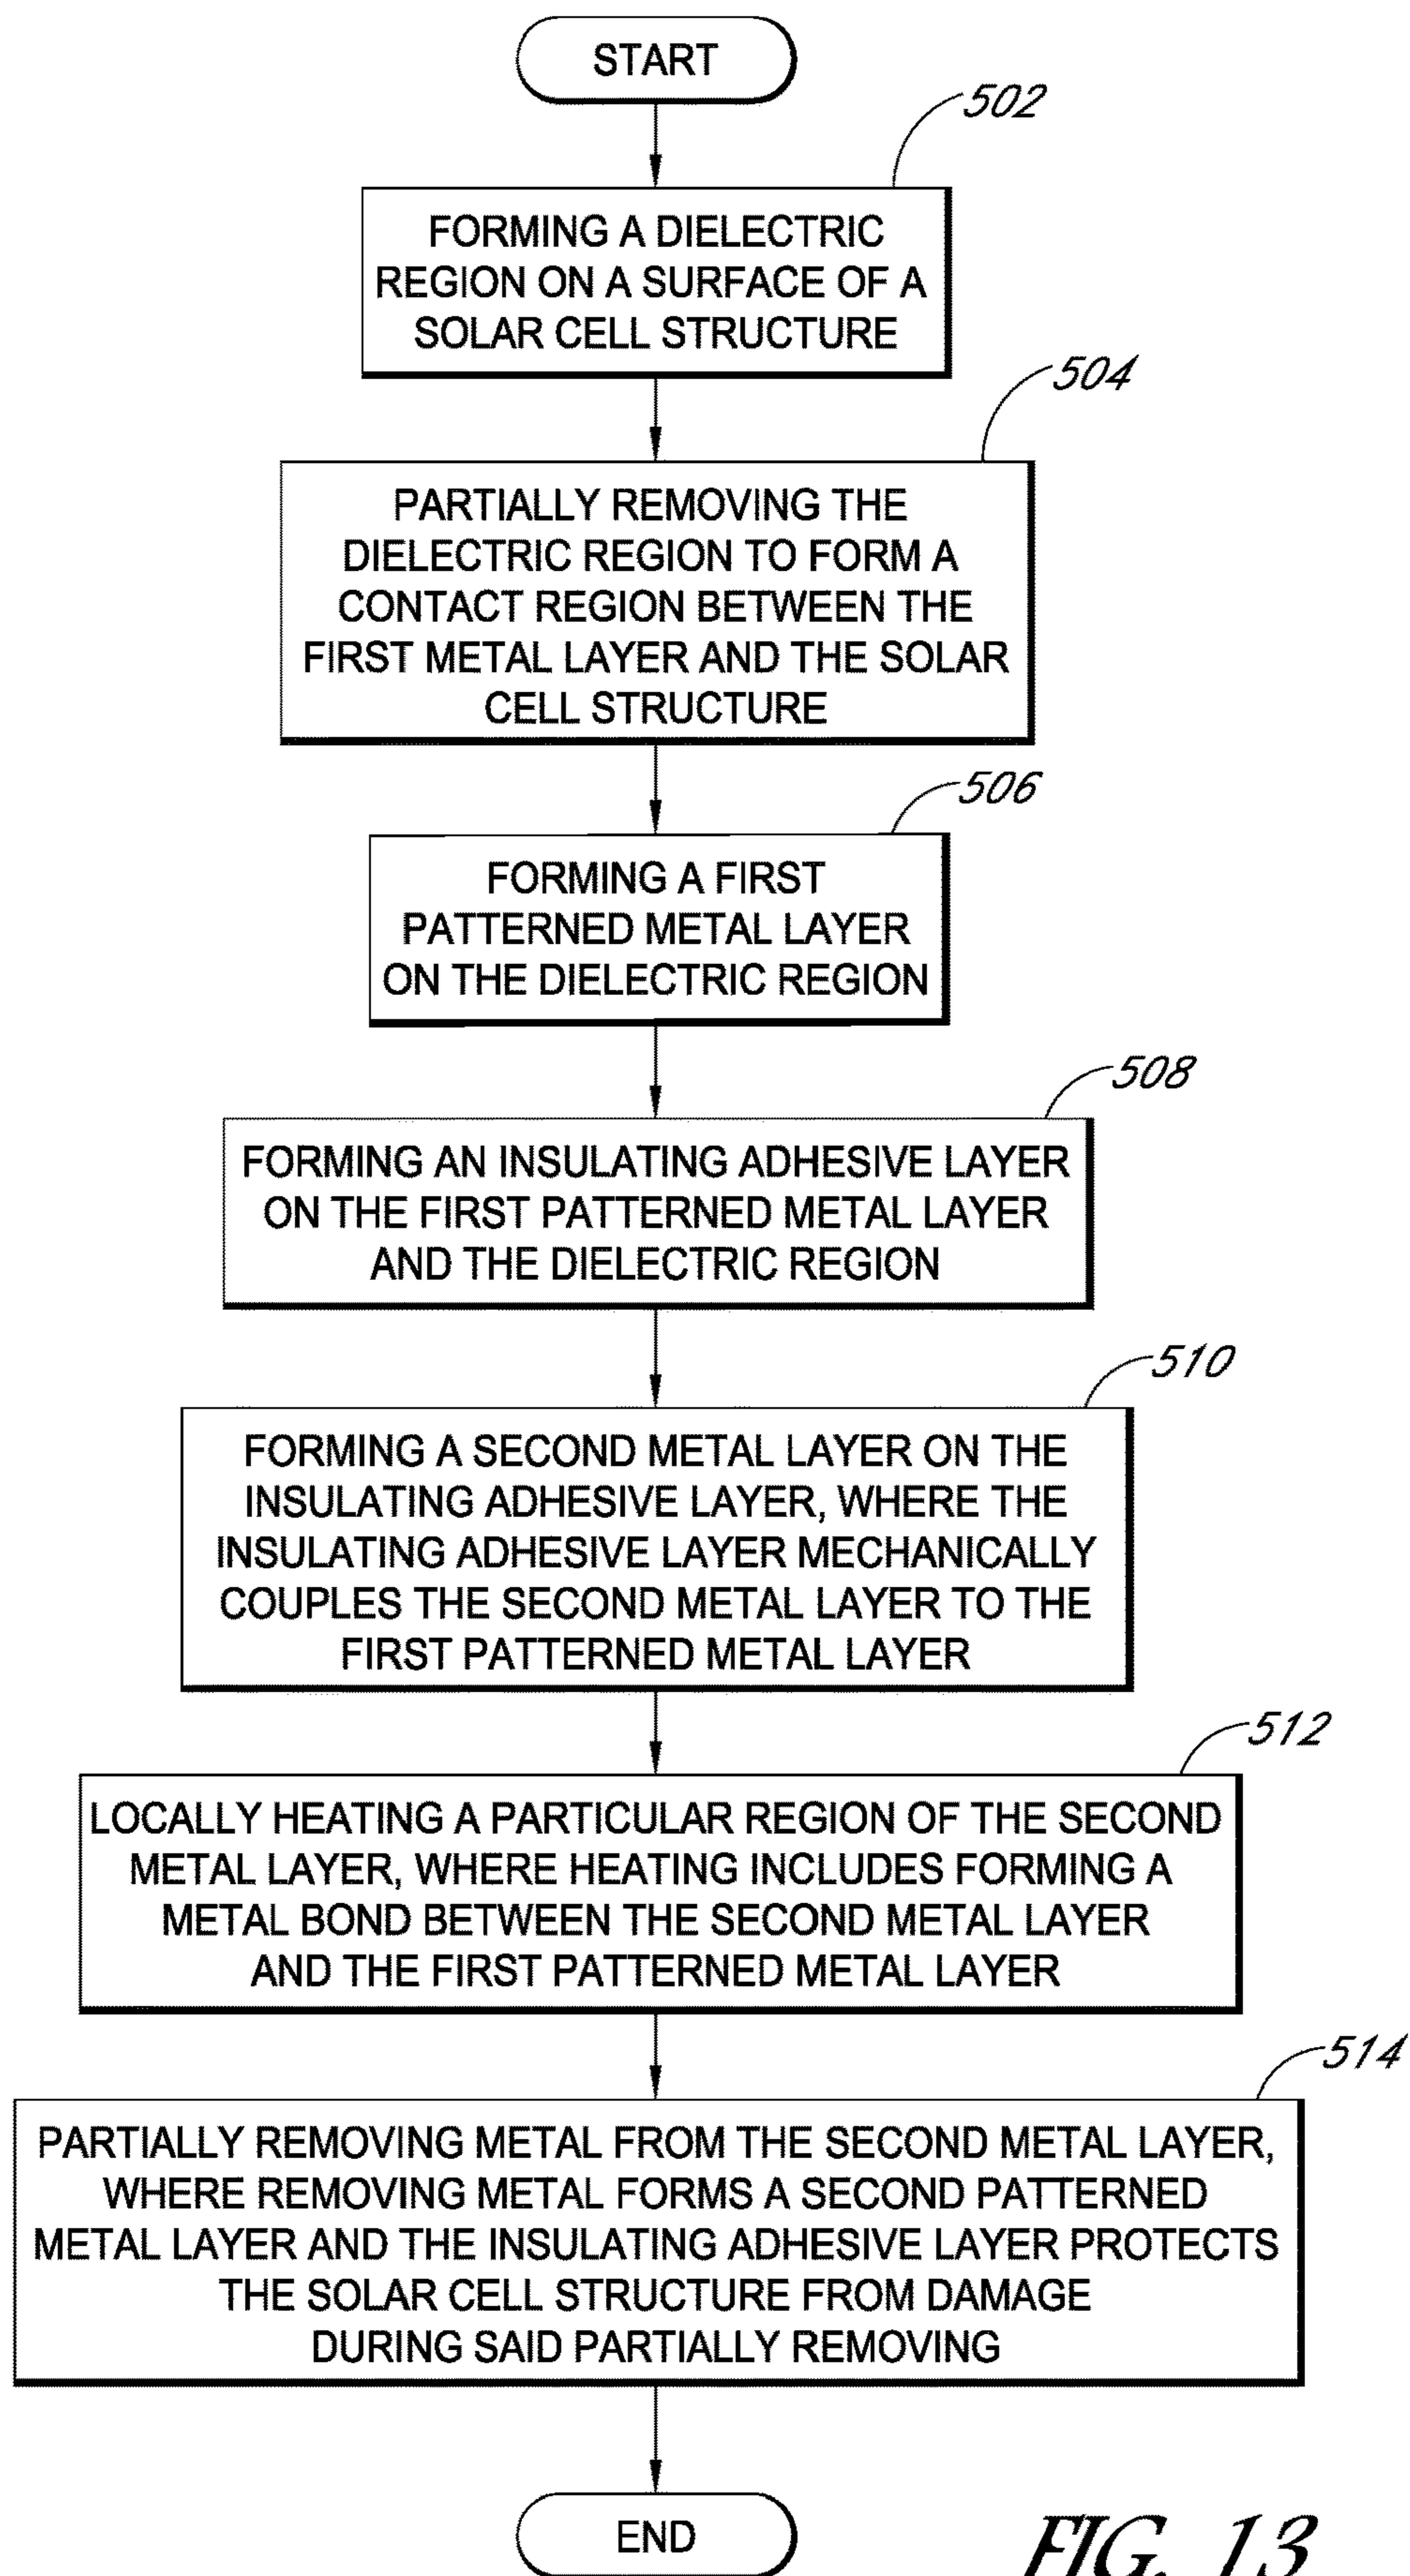 START
502
FORMING A DIELECTRIC
REGION ON A SURFACE OF A
SOLAR CELL STRUCTURE
504
PARTIALLY REMOVING THE
DIELECTRIC REGION TO FORM A
CONTACT REGION BETWEEN THE
FIRST METAL LAYER AND THE SOLAR
CELL STRUCTURE
506
FORMING A FIRST
PATTERNED METAL LAYER
ON THE DIELECTRIC REGION
508
FORMING AN INSULATING ADHESIVE LAYER
ON THE FIRST PATTERNED METAL LAYER
AND THE DIELECTRIC REGION
510
FORMING A SECOND METAL LAYER ON THE
INSULATING ADHESIVE LAYER, WHERE THE
INSULATING ADHESIVE LAYER MECHANICALLY
COUPLES THE SECOND METAL LAYER TO THE
FIRST PATTERNED METAL LAYER
512
LOCALLY HEATING A PARTICULAR REGION OF THE SECOND
METAL LAYER, WHERE HEATING INCLUDES FORMING A
METAL BOND BETWEEN THE SECOND METAL LAYER
AND THE FIRST PATTERNED METAL LAYER
514
PARTIALLY REMOVING METAL FROM THE SECOND METAL LAYER,
WHERE REMOVING METAL FORMS A SECOND PATTERNED
METAL LAYER AND THE INSULATING ADHESIVE LAYER PROTECTS
THE SOLAR CELL STRUCTURE FROM DAMAGE
DURING SAID PARTIALLY REMOVING
END
FIG. 13